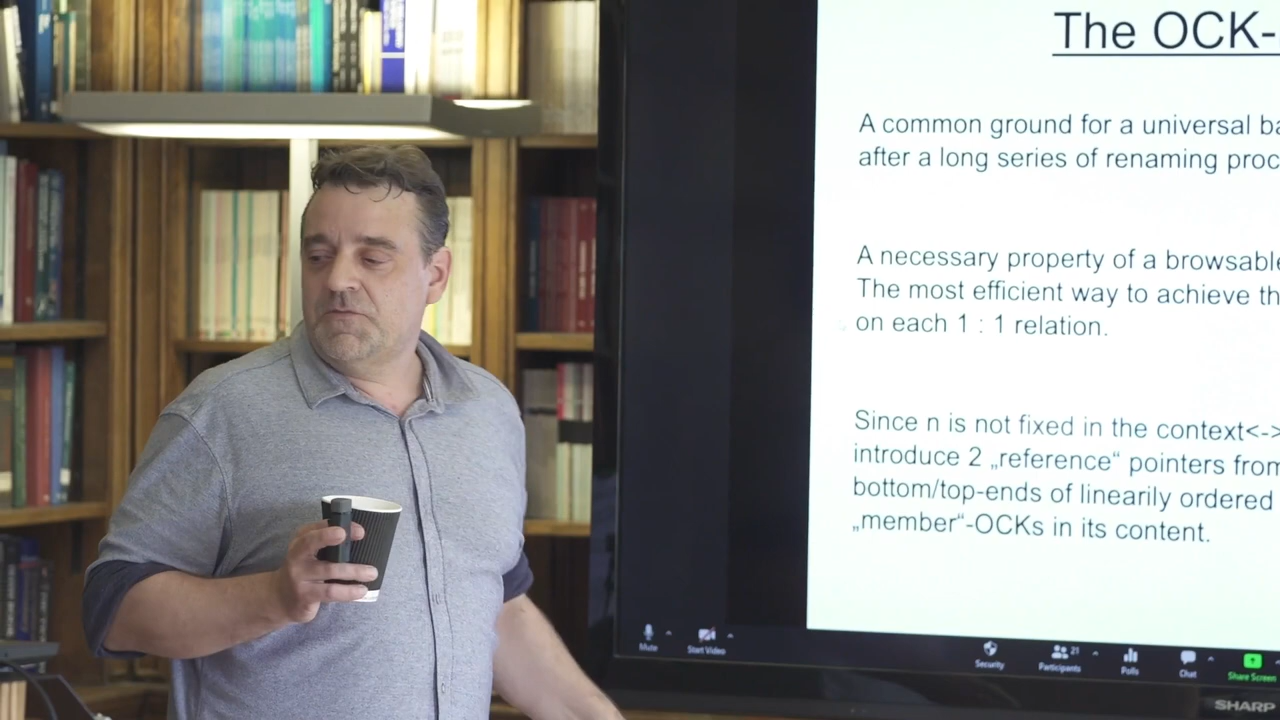 The OCK-
A common ground for a universal ba
after a long series of renaming proc
A necessary property of a browsable
The most efficient way to achieve th
on each 1 : 1 relation.
Since n is not fixed in the context<->
introduce 2 „reference“ pointers from
bottom/top-ends of linearily ordered
„member“-OCKs in its content.
Mute
Start Video
Security
Participants
21
Polls
Chat
Share Screen
SHARP